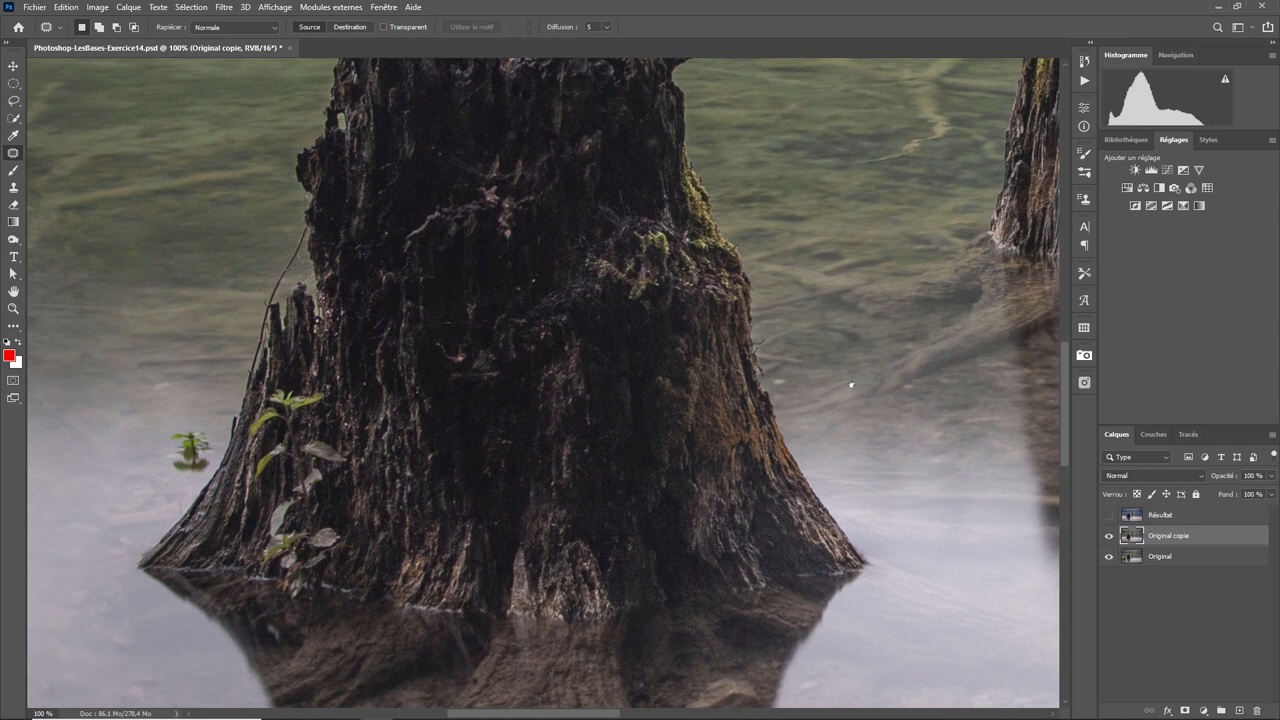 Ps Fichier Edition Image Calque Texte Sélection Filtre 3D Affichage Modules externes Fenêtre Aide
Rapiécer : Normale Source Destination Transparent Utiliser le motif Diffusion : 5
Photoshop-LesBases-Exercice14.psd @ 100% (Original copie, RVB/16*) *
Histogramme Navigation
Bibliothèques Réglages Styles
Ajouter un réglage
Calques Couches Tracés
Type
Normal Opacité : 100 %
Verrou : Fond : 100 %
Résultat
Original copie
Original
100 % Doc : 86,1 Mo/278,4 Mo